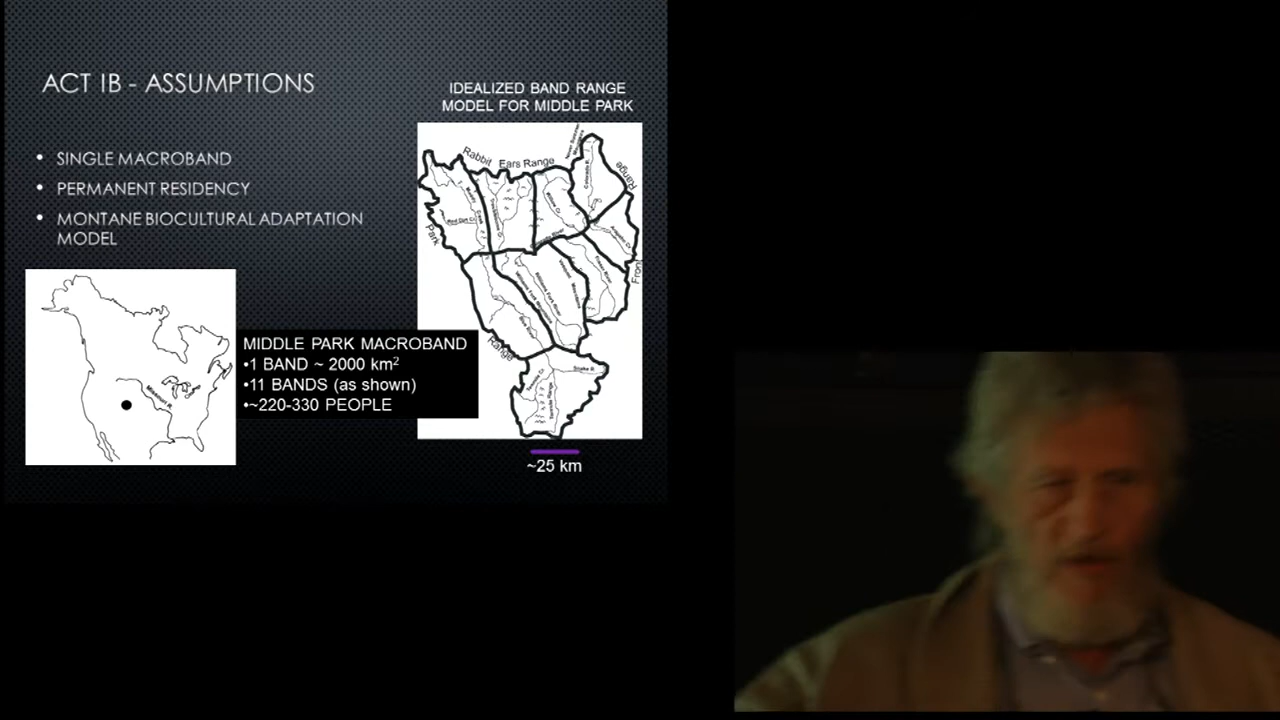 ACT IB - ASSUMPTIONS
• SINGLE MACROBAND
• PERMANENT RESIDENCY
• MONTANE BIOCULTURAL ADAPTATION
MODEL
IDEALIZED BAND RANGE
MODEL FOR MIDDLE PARK
Rabbit Ears Range
Range
Park
Front
Range
Snake R.
MIDDLE PARK MACROBAND
•1 BAND ~ 2000 km²
•11 BANDS (as shown)
•~220-330 PEOPLE
~25 km